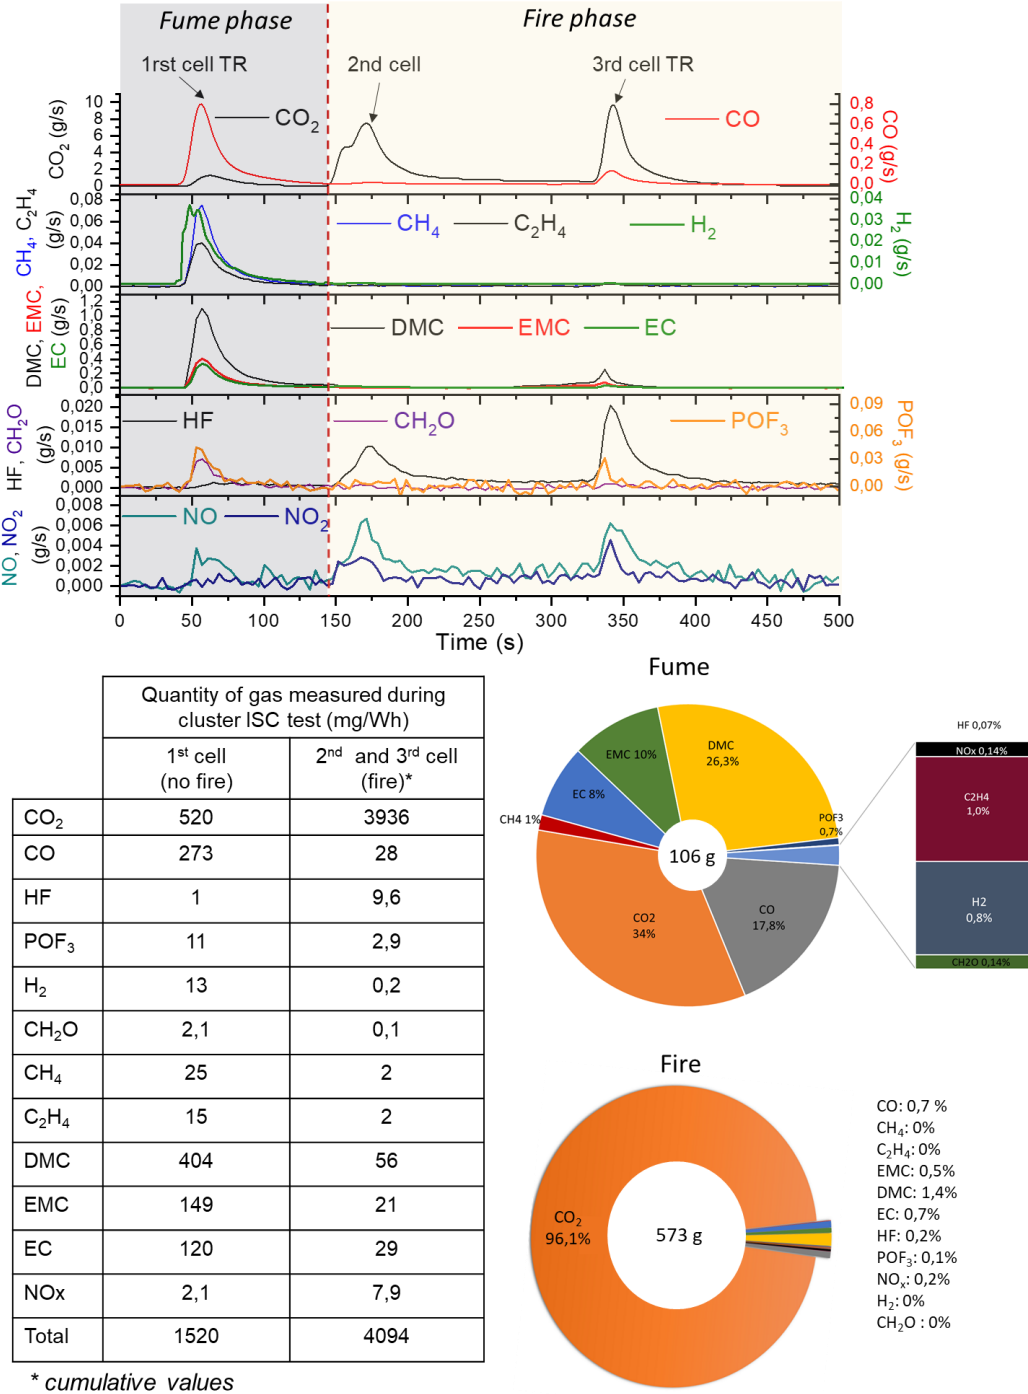 Fume phase
Fire phase
1rst cell TR
2nd cell
3rd cell TR
CO2 (g/s)
10
8
6
4
2
0
CO2
CO
0,8
0,6
0,4
0,2
0,0
CO (g/s)
CH4, C2H4
(g/s)
0,08
0,06
0,04
0,02
0,00
CH4
C2H4
H2
0,04
0,03
0,02
0,01
0,00
H2 (g/s)
DMC, EMC,
EC (g/s)
1,2
1,0
0,8
0,6
0,4
0,2
0,0
DMC
EMC
EC
HF, CH2O
(g/s)
0,020
0,015
0,010
0,005
0,000
HF
CH2O
POF3
0,09
0,06
0,03
0,00
POF3 (g/s)
NO, NO2
(g/s)
0,008
0,006
0,004
0,002
0,000
NO
NO2
0 50 100 150 200 250 300 350 400 450 500
Time (s)
Quantity of gas measured during
cluster ISC test (mg/Wh)
1st cell
(no fire)
2nd and 3rd cell
(fire)*
CO2 520 3936
CO 273 28
HF 1 9,6
POF3 11 2,9
H2 13 0,2
CH2O 2,1 0,1
CH4 25 2
C2H4 15 2
DMC 404 56
EMC 149 21
EC 120 29
NOx 2,1 7,9
Total 1520 4094
* cumulative values
Fume
DMC
26,3%
EMC 10%
EC 8%
CH4 1%
CO2
34%
CO
17,8%
POF3
0,7%
106 g
HF 0,07%
NOx 0,14%
C2H4
1,0%
H2
0,8%
CH2O 0,14%
Fire
CO2
96,1%
573 g
CO: 0,7 %
CH4: 0%
C2H4: 0%
EMC: 0,5%
DMC: 1,4%
EC: 0,7%
HF: 0,2%
POF3: 0,1%
NOx: 0,2%
H2: 0%
CH2O : 0%